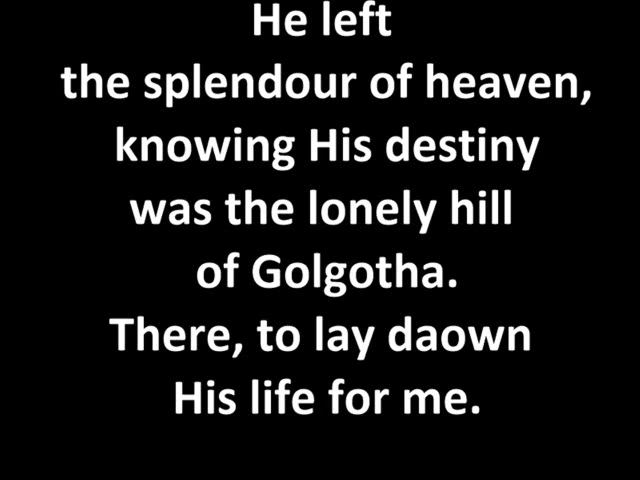 He left
the splendour of heaven,
knowing His destiny
was the lonely hill
of Golgotha.
There, to lay daown
His life for me.